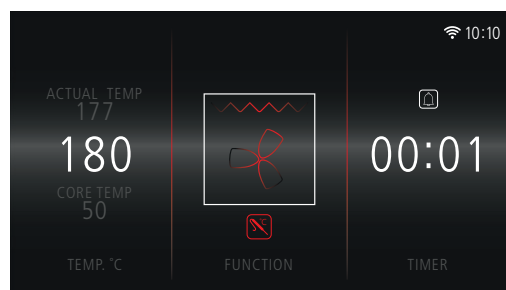 10:10
ACTUAL TEMP
177
180
CORE TEMP
50
TEMP. °C
°C
FUNCTION
00:01
TIMER